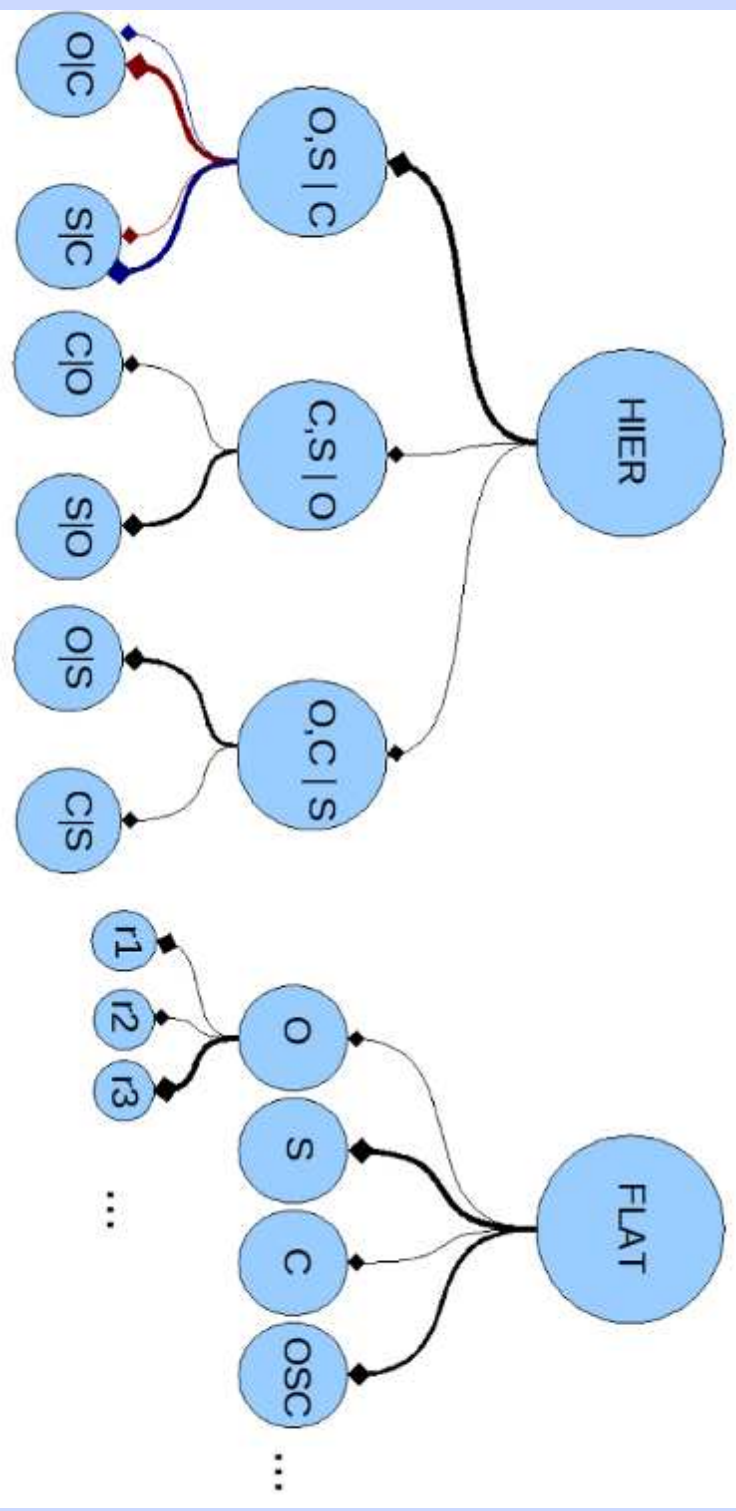 HIER
FLAT
O,S | C
C,S | O
O,C | S
O
S
C
OSC
...
O|C
S|C
C|O
S|O
O|S
C|S
r1
r2
r3
...